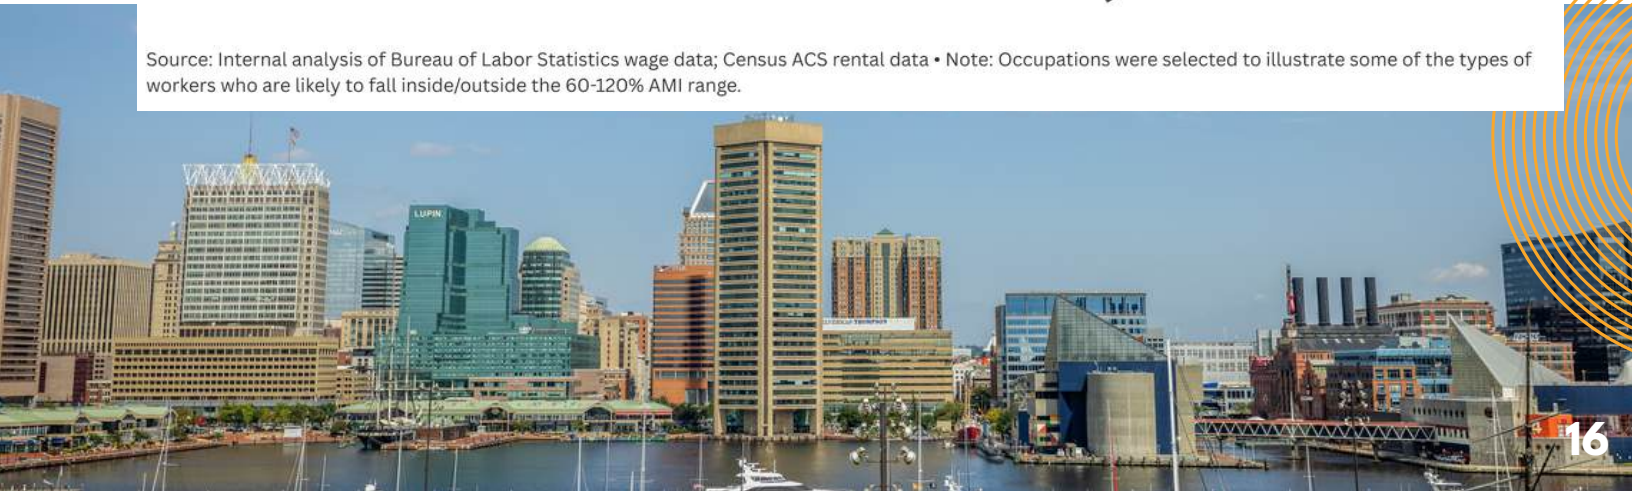 Source: Internal analysis of Bureau of Labor Statistics wage data; Census ACS rental data • Note: Occupations were selected to illustrate some of the types of
workers who are likely to fall inside/outside the 60-120% AMI range.
LUPIN
16